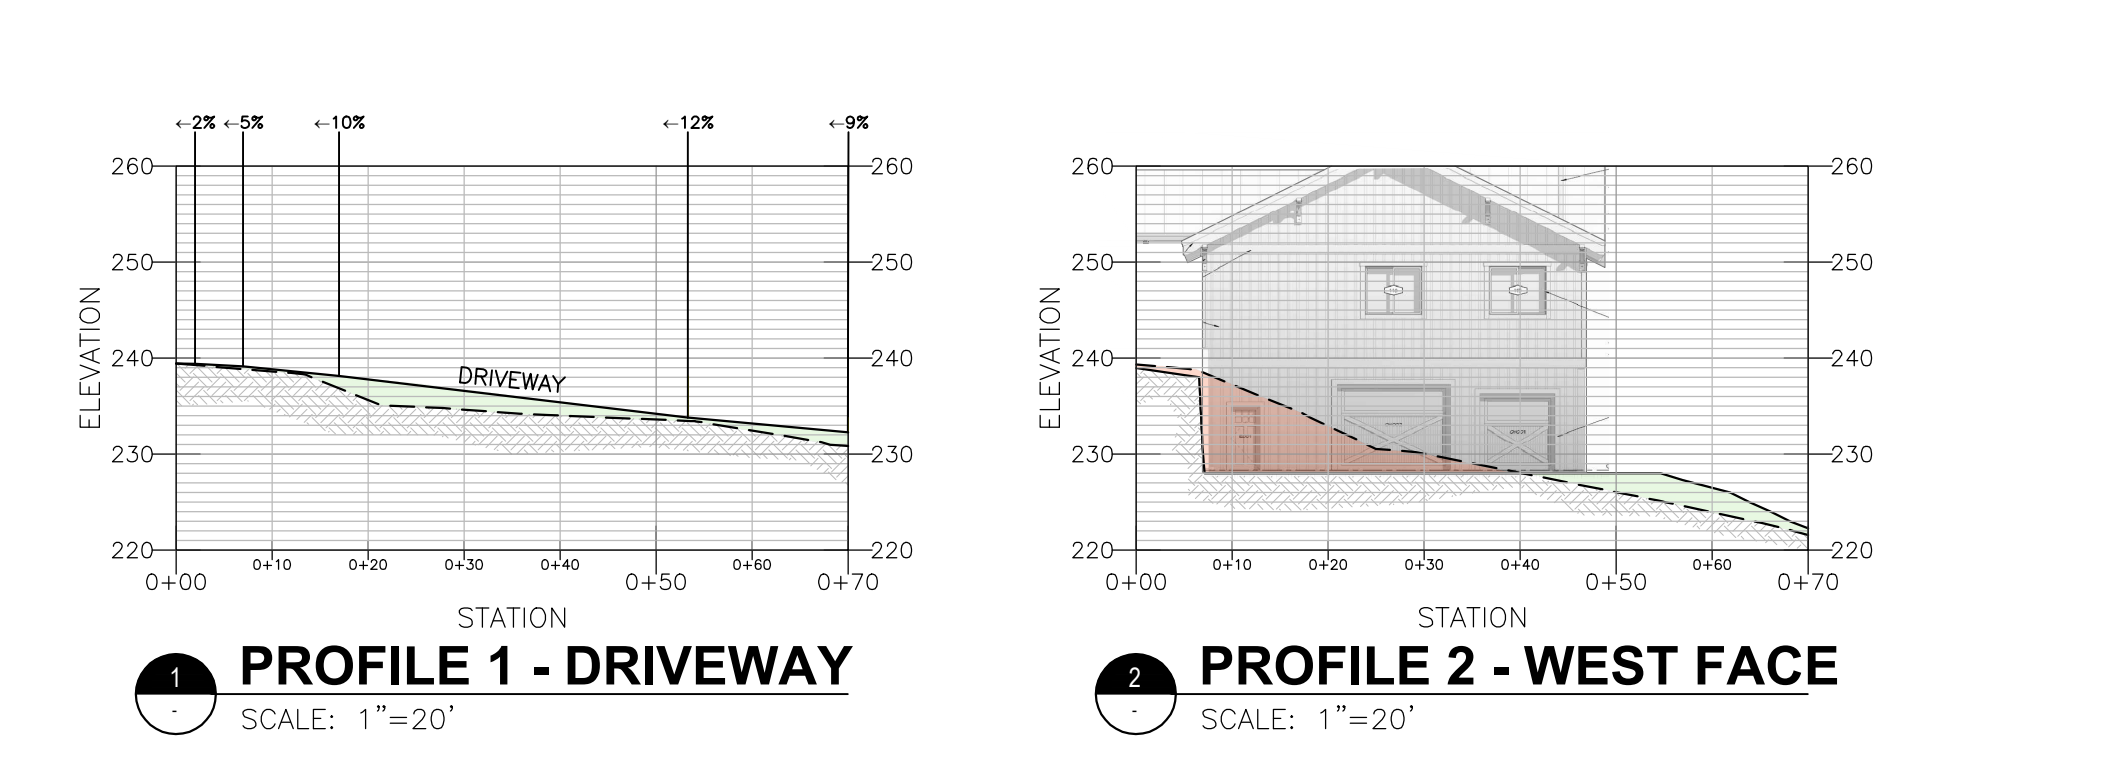 ←2% ←5% ←10% ←12% ←9%
260 260
250 250
240 240
230 230
220 220
ELEVATION
DRIVEWAY
0+10 0+20 0+30 0+40 0+60
0+00 0+50 0+70
STATION
1
-
PROFILE 1 - DRIVEWAY
SCALE: 1”=20’
260 260
250 250
240 240
230 230
220 220
ELEVATION
0+10 0+20 0+30 0+40 0+60
0+00 0+50 0+70
STATION
2
-
PROFILE 2 - WEST FACE
SCALE: 1”=20’